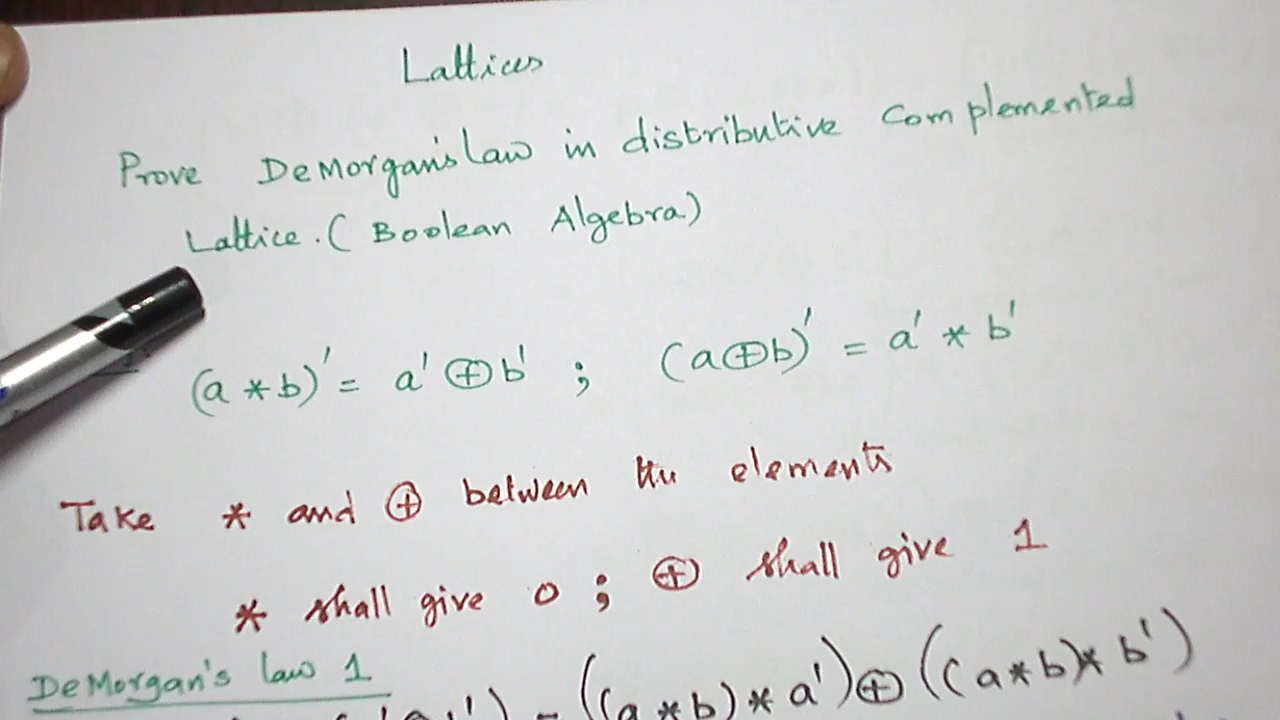 Lattices
Prove DeMorgan's law in distributive complemented
Lattice. ( Boolean Algebra)
(a * b)' = a' ⊕ b' ; (a ⊕ b)' = a' * b'
Take * and ⊕ between the elements
* shall give 0 ; ⊕ shall give 1
DeMorgan's law 1
= ((a * b) * a') ⊕ ((a * b) * b')